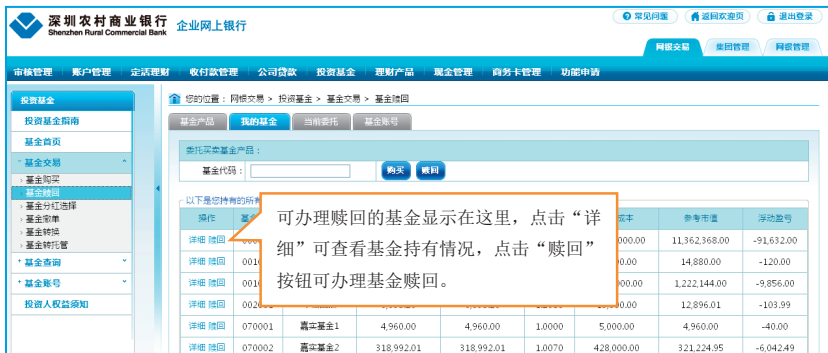 深圳农村商业银行 企业网上银行
Shenzhen Rural Commercial Bank
常见问题 返回欢迎页 退出登录
网银交易 集团管理 网银管理
审核管理 账户管理 定活理财 收付款管理 公司贷款 投资基金 理财产品 现金管理 商务卡管理 功能申请
投资基金
投资基金指南
基金首页
基金交易
基金购买
基金赎回
基金分红选择
基金撤单
基金转换
基金转托管
基金查询
基金账号
投资人权益须知
您的位置：网银交易 > 投资基金 > 基金交易 > 基金赎回
基金产品 我的基金 当前委托 基金账号
委托买卖基金产品：
基金代码： 购买 赎回
以下是您持有的所有
可办理赎回的基金显示在这里，点击“详
细”可查看基金持有情况，点击“赎回”
按钮可办理基金赎回。
操作 成本 参考市值 浮动盈亏
详细 赎回 000.00 11,362,368.00 -91,632.00
详细 赎回 001 00.00 14,880.00 -120.00
详细 赎回 001 000.00 1,222,144.00 -9,856.00
详细 赎回 002 12,896.01 -103.99
详细 赎回 070001 嘉实基金1 4,960.00 4,960.00 1.0000 5,000.00 4,960.00 -40.00
详细 赎回 070002 嘉实基金2 318,992.01 318,992.01 1.0070 428,000.00 321,224.95 -6,042.49